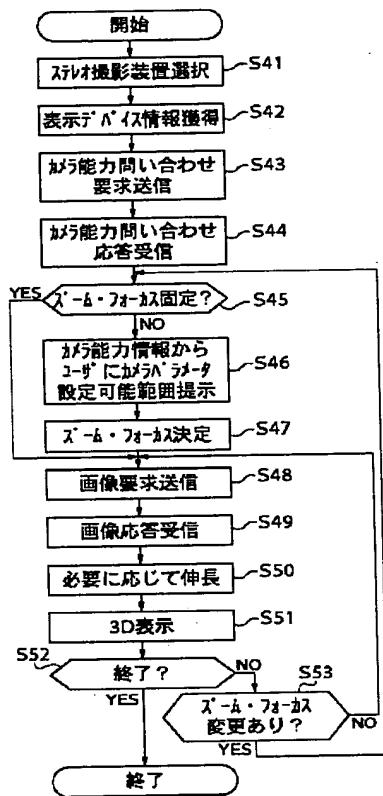 開始
ステレオ撮影装置選択
S41
表示デバイス情報獲得
S42
カメラ能力問い合わせ
要求送信
S43
カメラ能力問い合わせ
応答受信
S44
YES
ズーム・フォーカス固定?
S45
NO
カメラ能力情報から
ユーザにカメラパラメータ
設定可能範囲提示
S46
ズーム・フォーカス決定
S47
画像要求送信
S48
画像応答受信
S49
必要に応じて伸長
S50
3D表示
S51
S52
終了?
NO
S53
YES
ズーム・フォーカス
変更あり?
NO
YES
終了